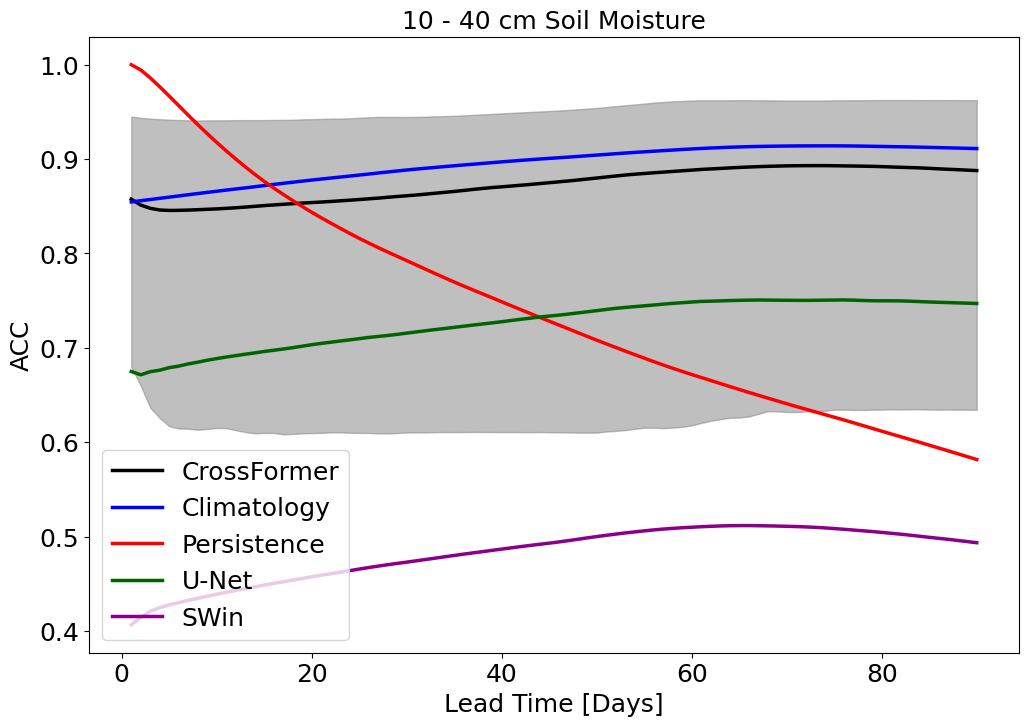 10 - 40 cm Soil Moisture
ACC
1.0
0.9
0.8
0.7
0.6
0.5
0.4
CrossFormer
Climatology
Persistence
U-Net
SWin
0 20 40 60 80
Lead Time [Days]